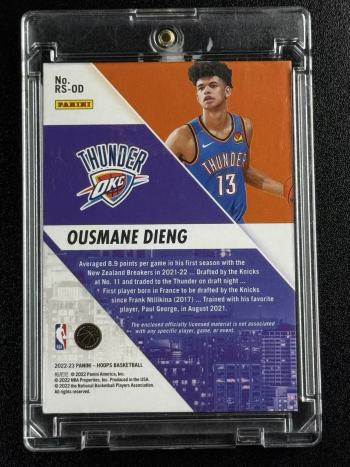 No.
RS-OD
PANINI
THUNDER
OKC
THUNDER
13
OUSMANE DIENG
Averaged 8.9 points per game in his first season with the
New Zealand Breakers in 2021-22 ... Drafted by the Knicks
at No. 11 and traded to the Thunder on draft night ...
First player born in France to be drafted by the Knicks
since Frank Ntilikina (2017) ... Trained with his favorite
player, Paul George, in August 2021.
The enclosed officially licensed material is not associated
with any specific player, game, or event.
NBA
2022-23 PANINI – HOOPS BASKETBALL
© 2022 Panini America, Inc.
© 2022 NBA Properties, Inc. Produced in the USA.
© 2022 the National Basketball Players Association.
All rights reserved.